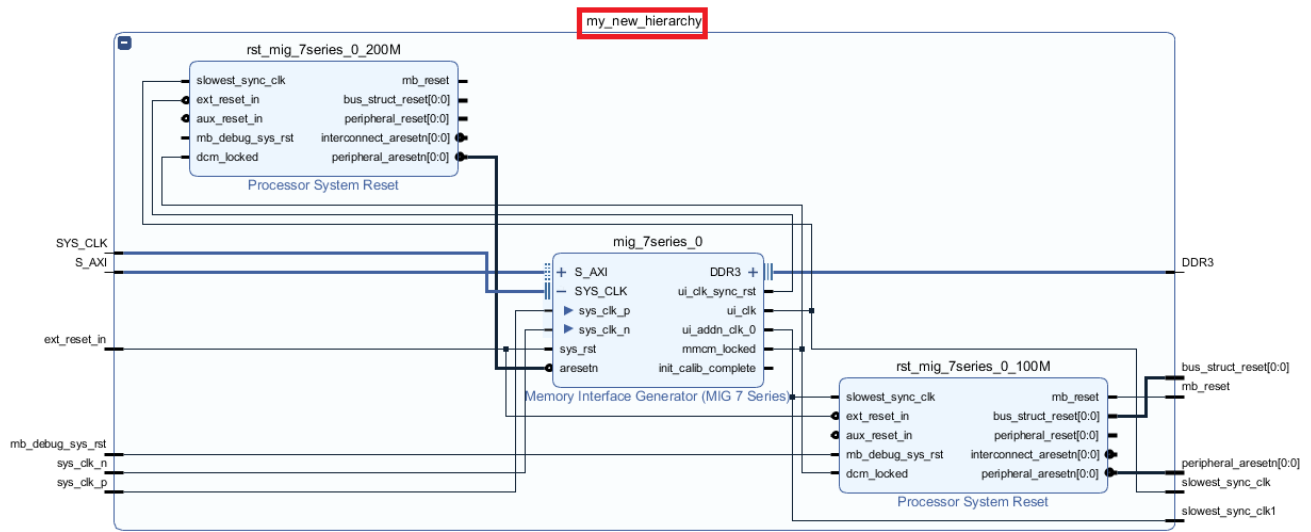 my_new_hierarchy
rst_mig_7series_0_200M
slowest_sync_clk
mb_reset
ext_reset_in
bus_struct_reset[0:0]
aux_reset_in
peripheral_reset[0:0]
mb_debug_sys_rst
interconnect_aresetn[0:0]
dcm_locked
peripheral_aresetn[0:0]
Processor System Reset
SYS_CLK
S_AXI
ext_reset_in
mb_debug_sys_rst
sys_clk_n
sys_clk_p
mig_7series_0
S_AXI
DDR3
SYS_CLK
ui_clk_sync_rst
sys_clk_p
ui_clk
sys_clk_n
ui_addn_clk_0
sys_rst
mmcm_locked
aresetn
init_calib_complete
Memory Interface Generator (MIG 7 Series)
rst_mig_7series_0_100M
slowest_sync_clk
mb_reset
ext_reset_in
bus_struct_reset[0:0]
aux_reset_in
peripheral_reset[0:0]
mb_debug_sys_rst
interconnect_aresetn[0:0]
dcm_locked
peripheral_aresetn[0:0]
Processor System Reset
DDR3
bus_struct_reset[0:0]
mb_reset
peripheral_aresetn[0:0]
slowest_sync_clk
slowest_sync_clk1